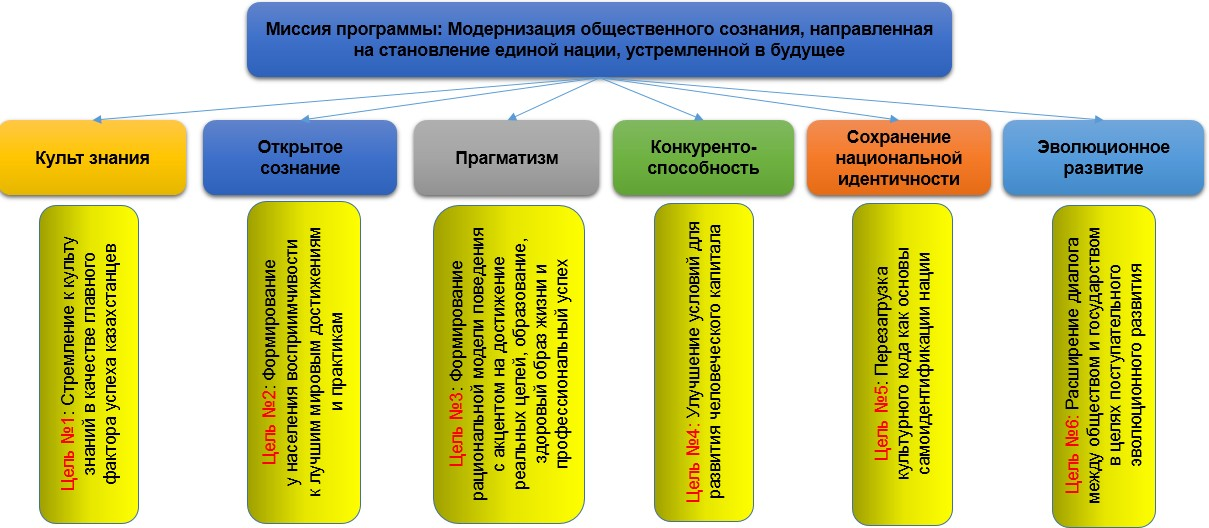 Миссия программы: Модернизация общественного сознания, направленная
на становление единой нации, устремленной в будущее
Культ знания
Открытое
сознание
Прагматизм
Конкуренто-
способность
Сохранение
национальной
идентичности
Эволюционное
развитие
Цель №1: Стремление к культу
знаний в качестве главного
фактора успеха казахстанцев
Цель №2: Формирование
у населения восприимчивости
к лучшим мировым достижениям
и практикам
Цель №3: Формирование
рациональной модели поведения
с акцентом на достижение
реальных целей, образование,
здоровый образ жизни и
профессиональный успех
Цель №4: Улучшение условий для
развития человеческого капитала
Цель №5: Перезагрузка
культурного кода как основы
самоидентификации нации
Цель №6: Расширение диалога
между обществом и государством
в целях поступательного
эволюционного развития